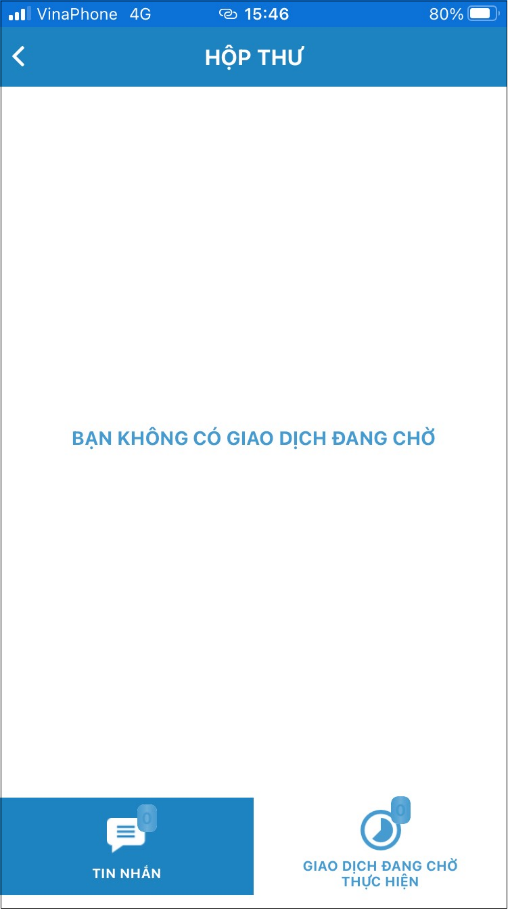 VinaPhone 4G 15:46 80%
HỘP THƯ
BẠN KHÔNG CÓ GIAO DỊCH ĐANG CHỜ
0
TIN NHẮN
0
GIAO DỊCH ĐANG CHỜ
THỰC HIỆN